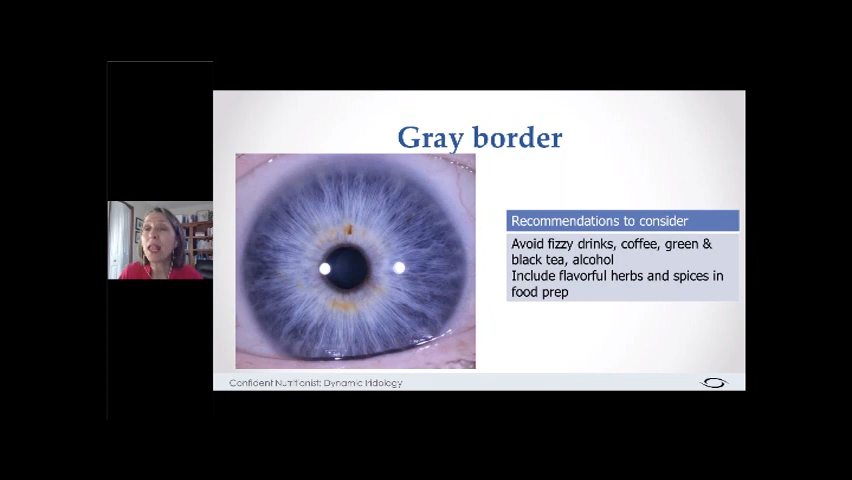 Gray border
Recommendations to consider
Avoid fizzy drinks, coffee, green &
black tea, alcohol
Include flavorful herbs and spices in
food prep
Confident Nutritionist: Dynamic Iridology